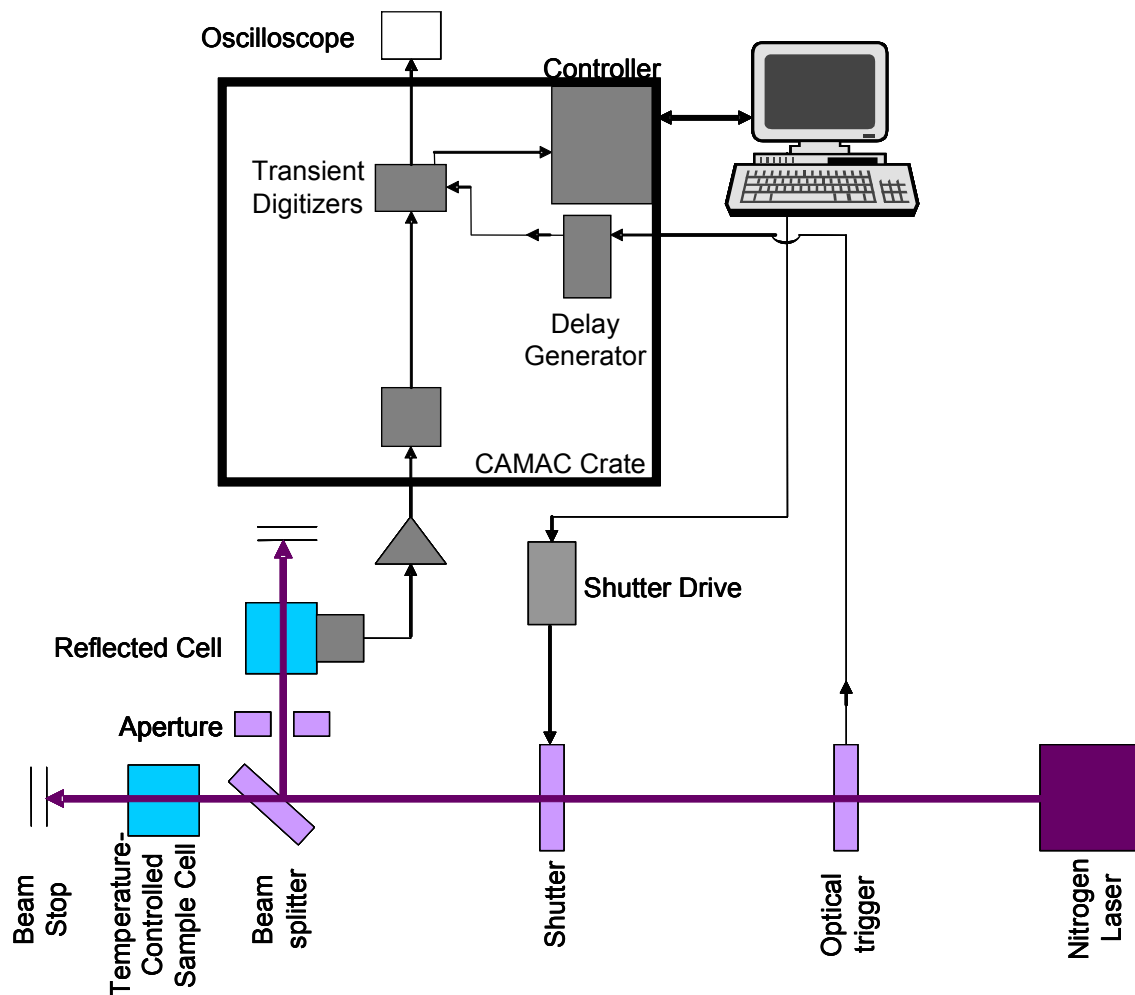 Oscilloscope
Controller
Transient
Digitizers
Delay
Generator
CAMAC Crate
Shutter Drive
Reflected Cell
Aperture
Beam
Stop
Temperature-
Controlled
Sample Cell
Beam
splitter
Shutter
Optical
trigger
Nitrogen
Laser